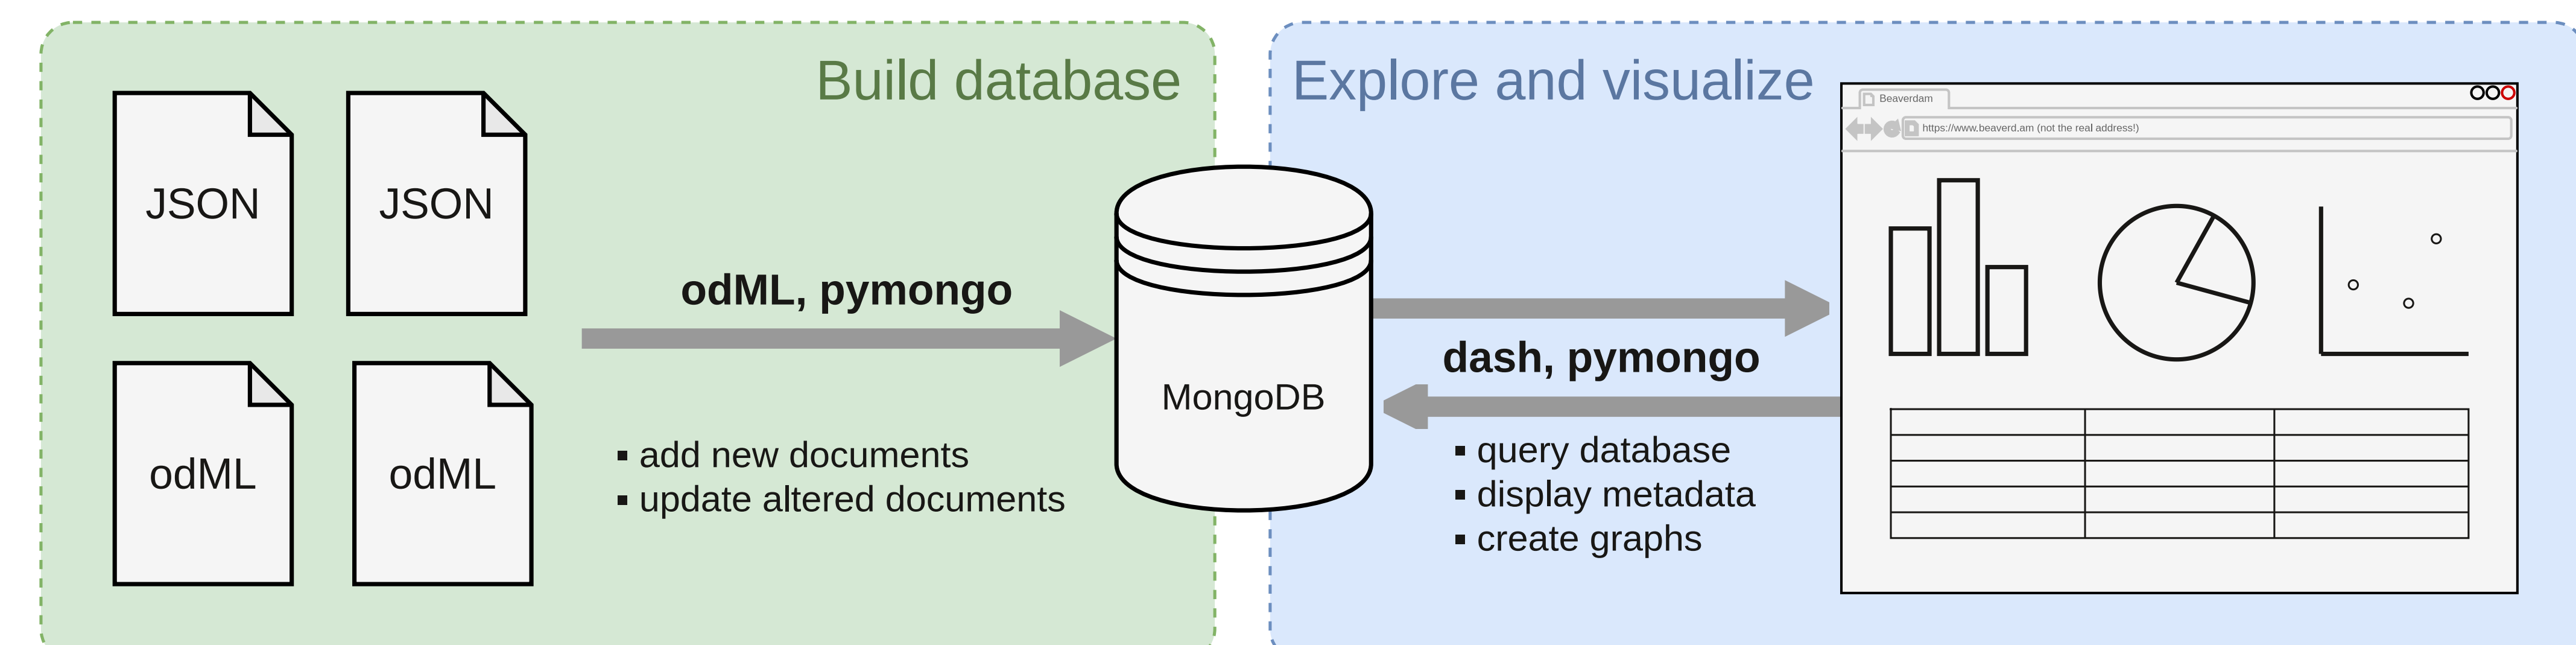 Build database
JSON
JSON
odML
odML
odML, pymongo
▪ add new documents
▪ update altered documents
MongoDB
Explore and visualize
dash, pymongo
▪ query database
▪ display metadata
▪ create graphs
Beaverdam
https://www.beaverd.am (not the real address!)